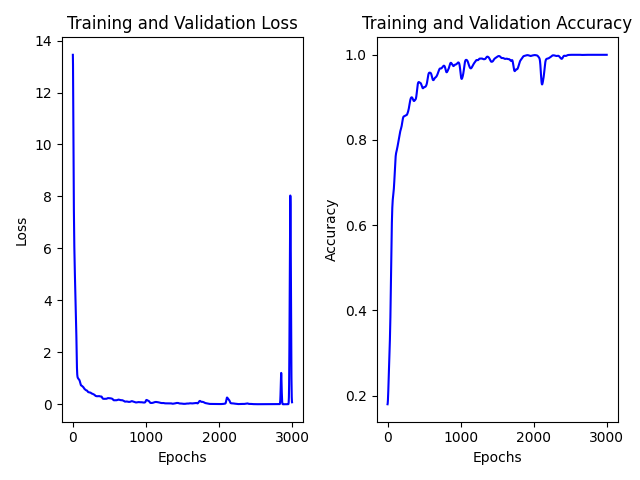 Training and Validation Loss
14
12
10
8
6
4
2
0
Loss
0 1000 2000 3000
Epochs
Training and Validation Accuracy
1.0
0.8
0.6
0.4
0.2
Accuracy
0 1000 2000 3000
Epochs